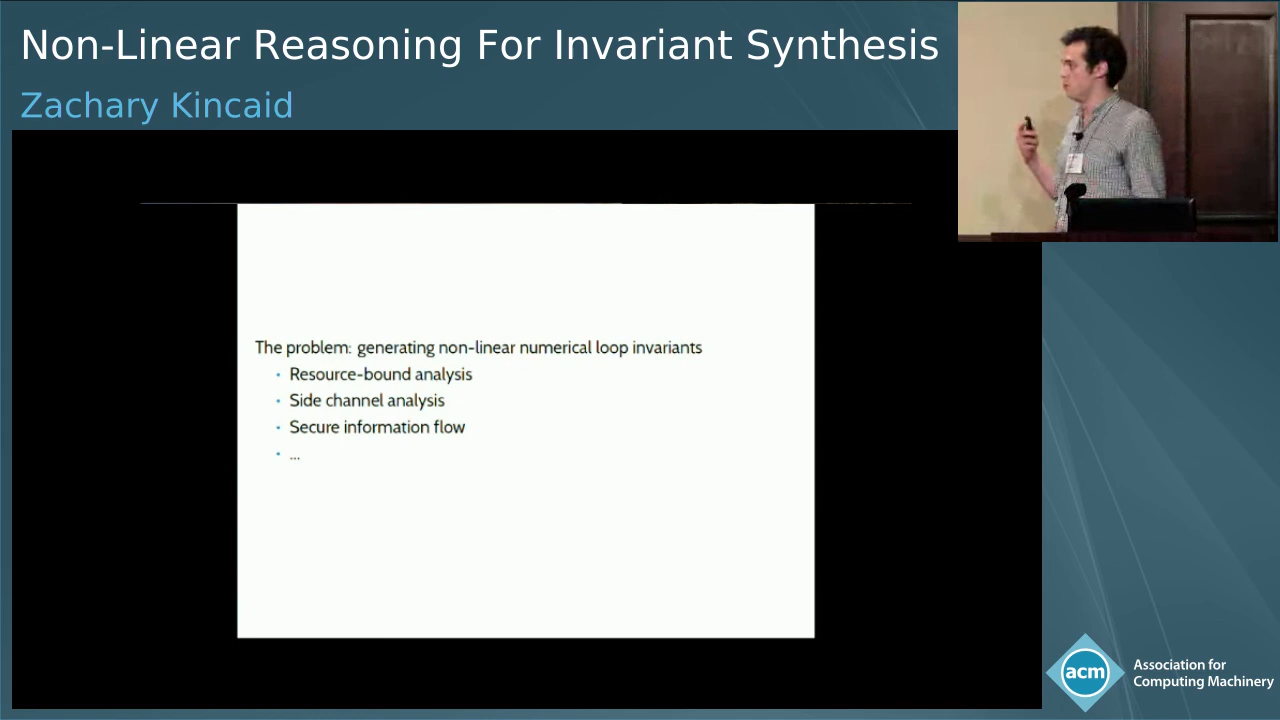 Non-Linear Reasoning For Invariant Synthesis
Zachary Kincaid
The problem: generating non-linear numerical loop invariants
• Resource-bound analysis
• Side channel analysis
• Secure information flow
• ...
acm
Association for
Computing Machinery